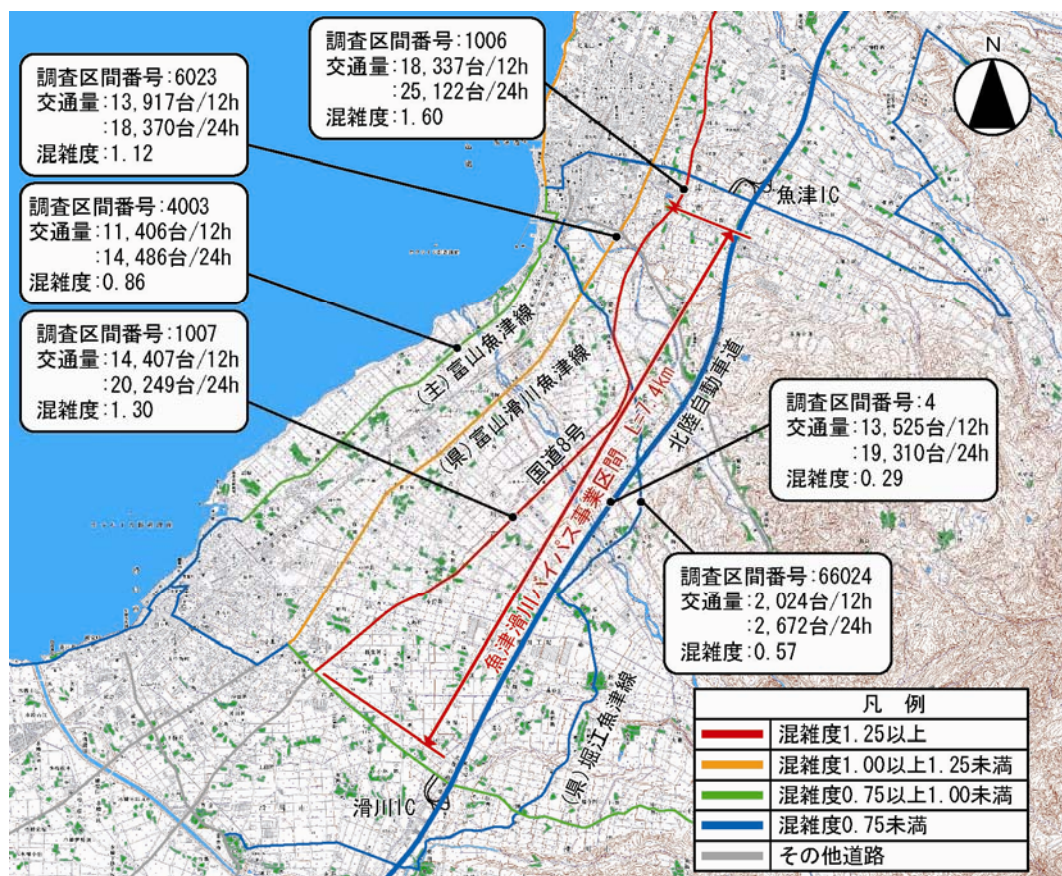 調査区間番号:6023
交通量:13,917台/12h
:18,370台/24h
混雑度:1.12
調査区間番号:1006
交通量:18,337台/12h
:25,122台/24h
混雑度:1.60
N
調査区間番号:4003
交通量:11,406台/12h
:14,486台/24h
混雑度:0.86
調査区間番号:1007
交通量:14,407台/12h
:20,249台/24h
混雑度:1.30
魚津IC
(主)富山魚津線
(県)富山滑川魚津線
国道8号
魚津滑川バイパス事業区間 L=7.4km
北陸自動車道
調査区間番号:4
交通量:13,525台/12h
:19,310台/24h
混雑度:0.29
調査区間番号:66024
交通量:2,024台/12h
:2,672台/24h
混雑度:0.57
(県)堀江魚津線
滑川IC
凡 例
混雑度1.25以上
混雑度1.00以上1.25未満
混雑度0.75以上1.00未満
混雑度0.75未満
その他道路